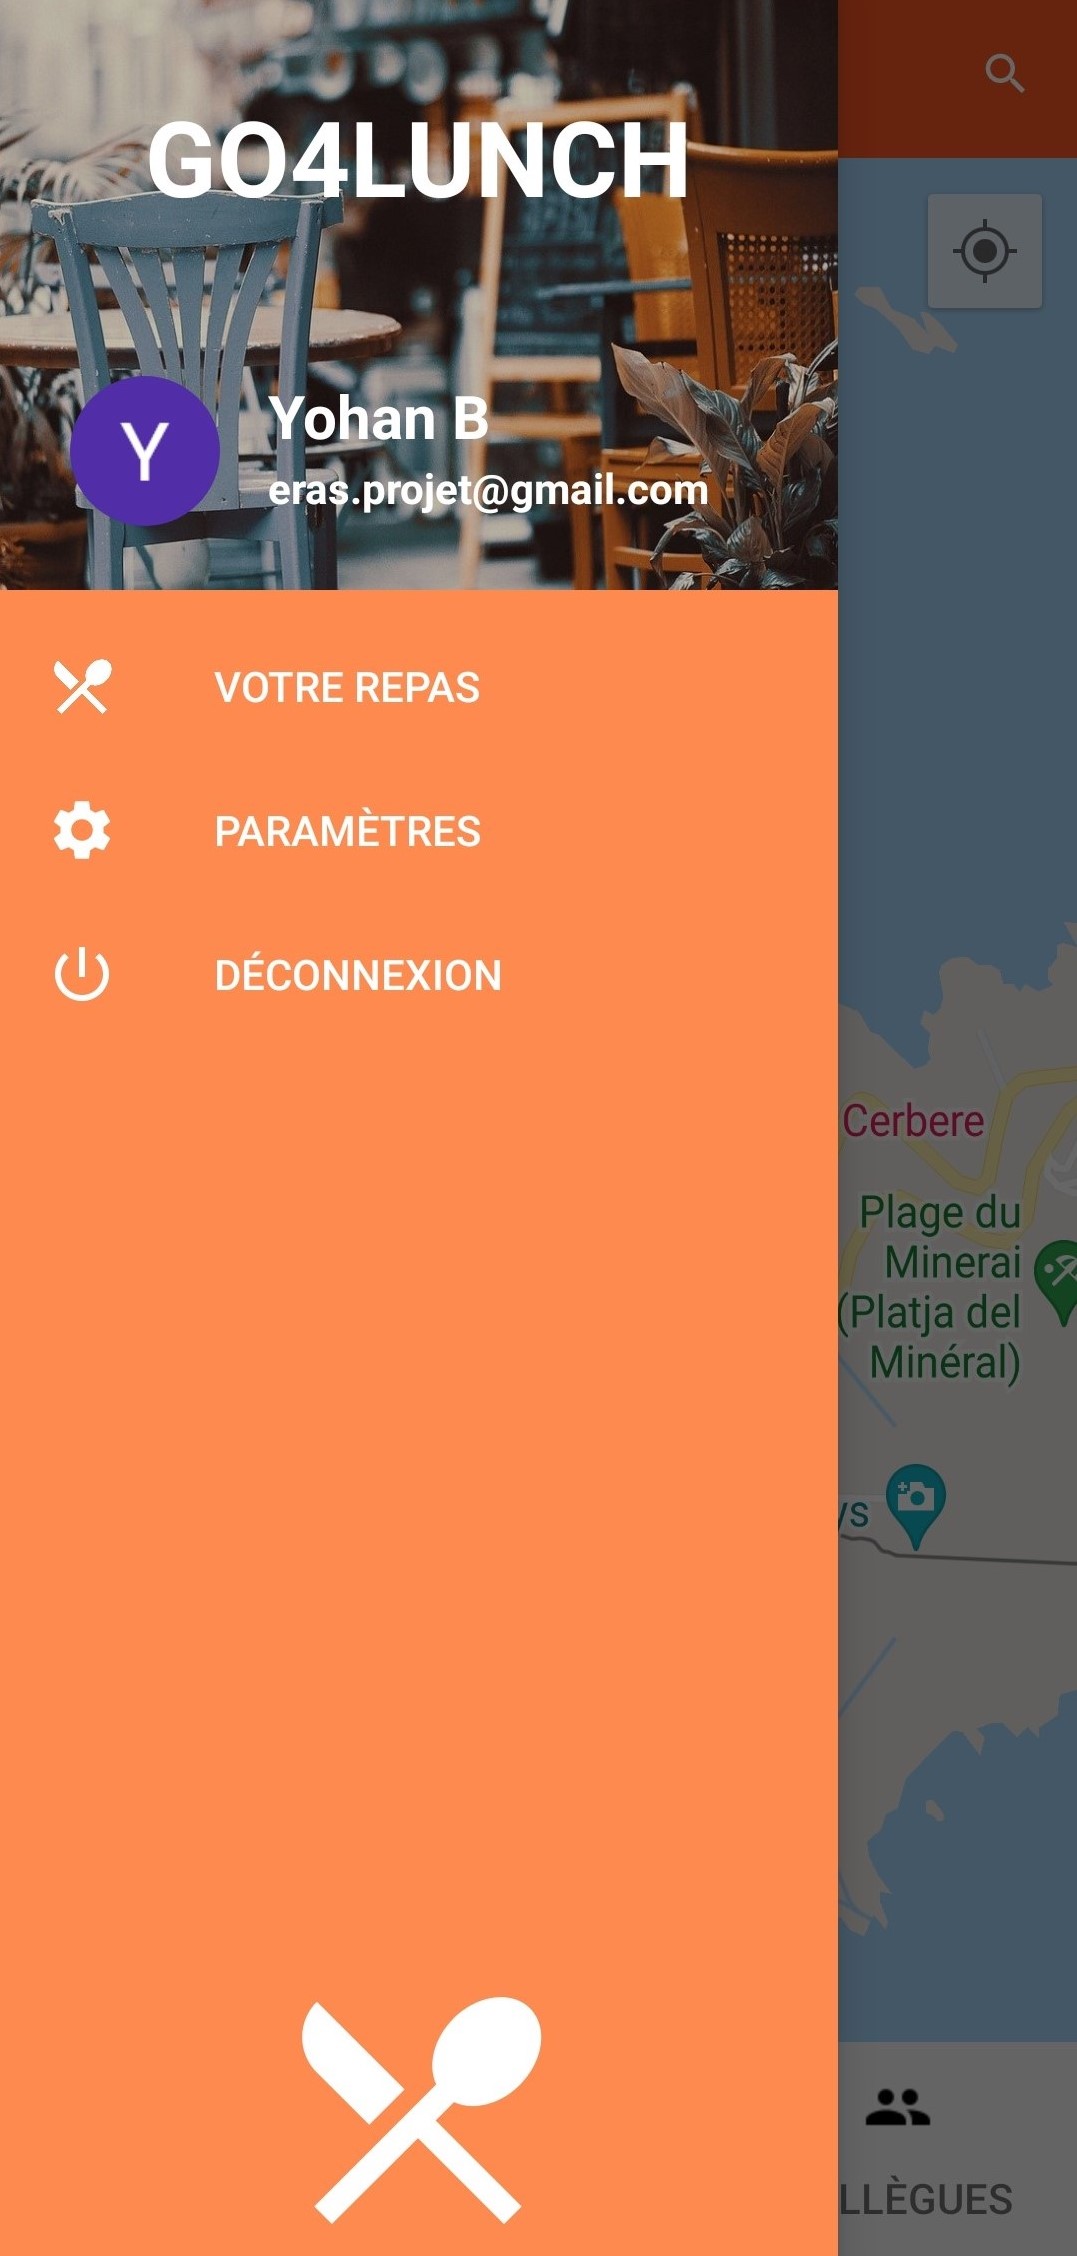 GO4LUNCH
Y
Yohan B
eras.projet@gmail.com
VOTRE REPAS
PARAMÈTRES
DÉCONNEXION
Cerbere
Plage du
Minerai
(Platja del
Minéral)
ys
LLÈGUES